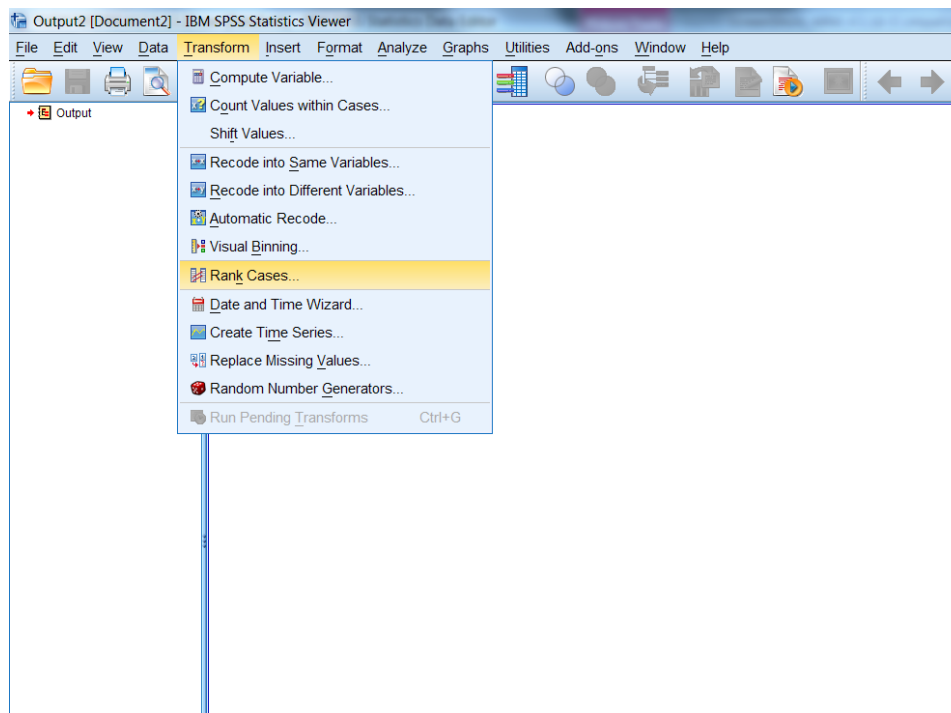 Output2 [Document2] - IBM SPSS Statistics Viewer
File Edit View Data Transform Insert Format Analyze Graphs Utilities Add-ons Window Help
Output
Compute Variable...
Count Values within Cases...
Shift Values...
Recode into Same Variables...
Recode into Different Variables...
Automatic Recode...
Visual Binning...
Rank Cases...
Date and Time Wizard...
Create Time Series...
Replace Missing Values...
Random Number Generators...
Run Pending Transforms Ctrl+G